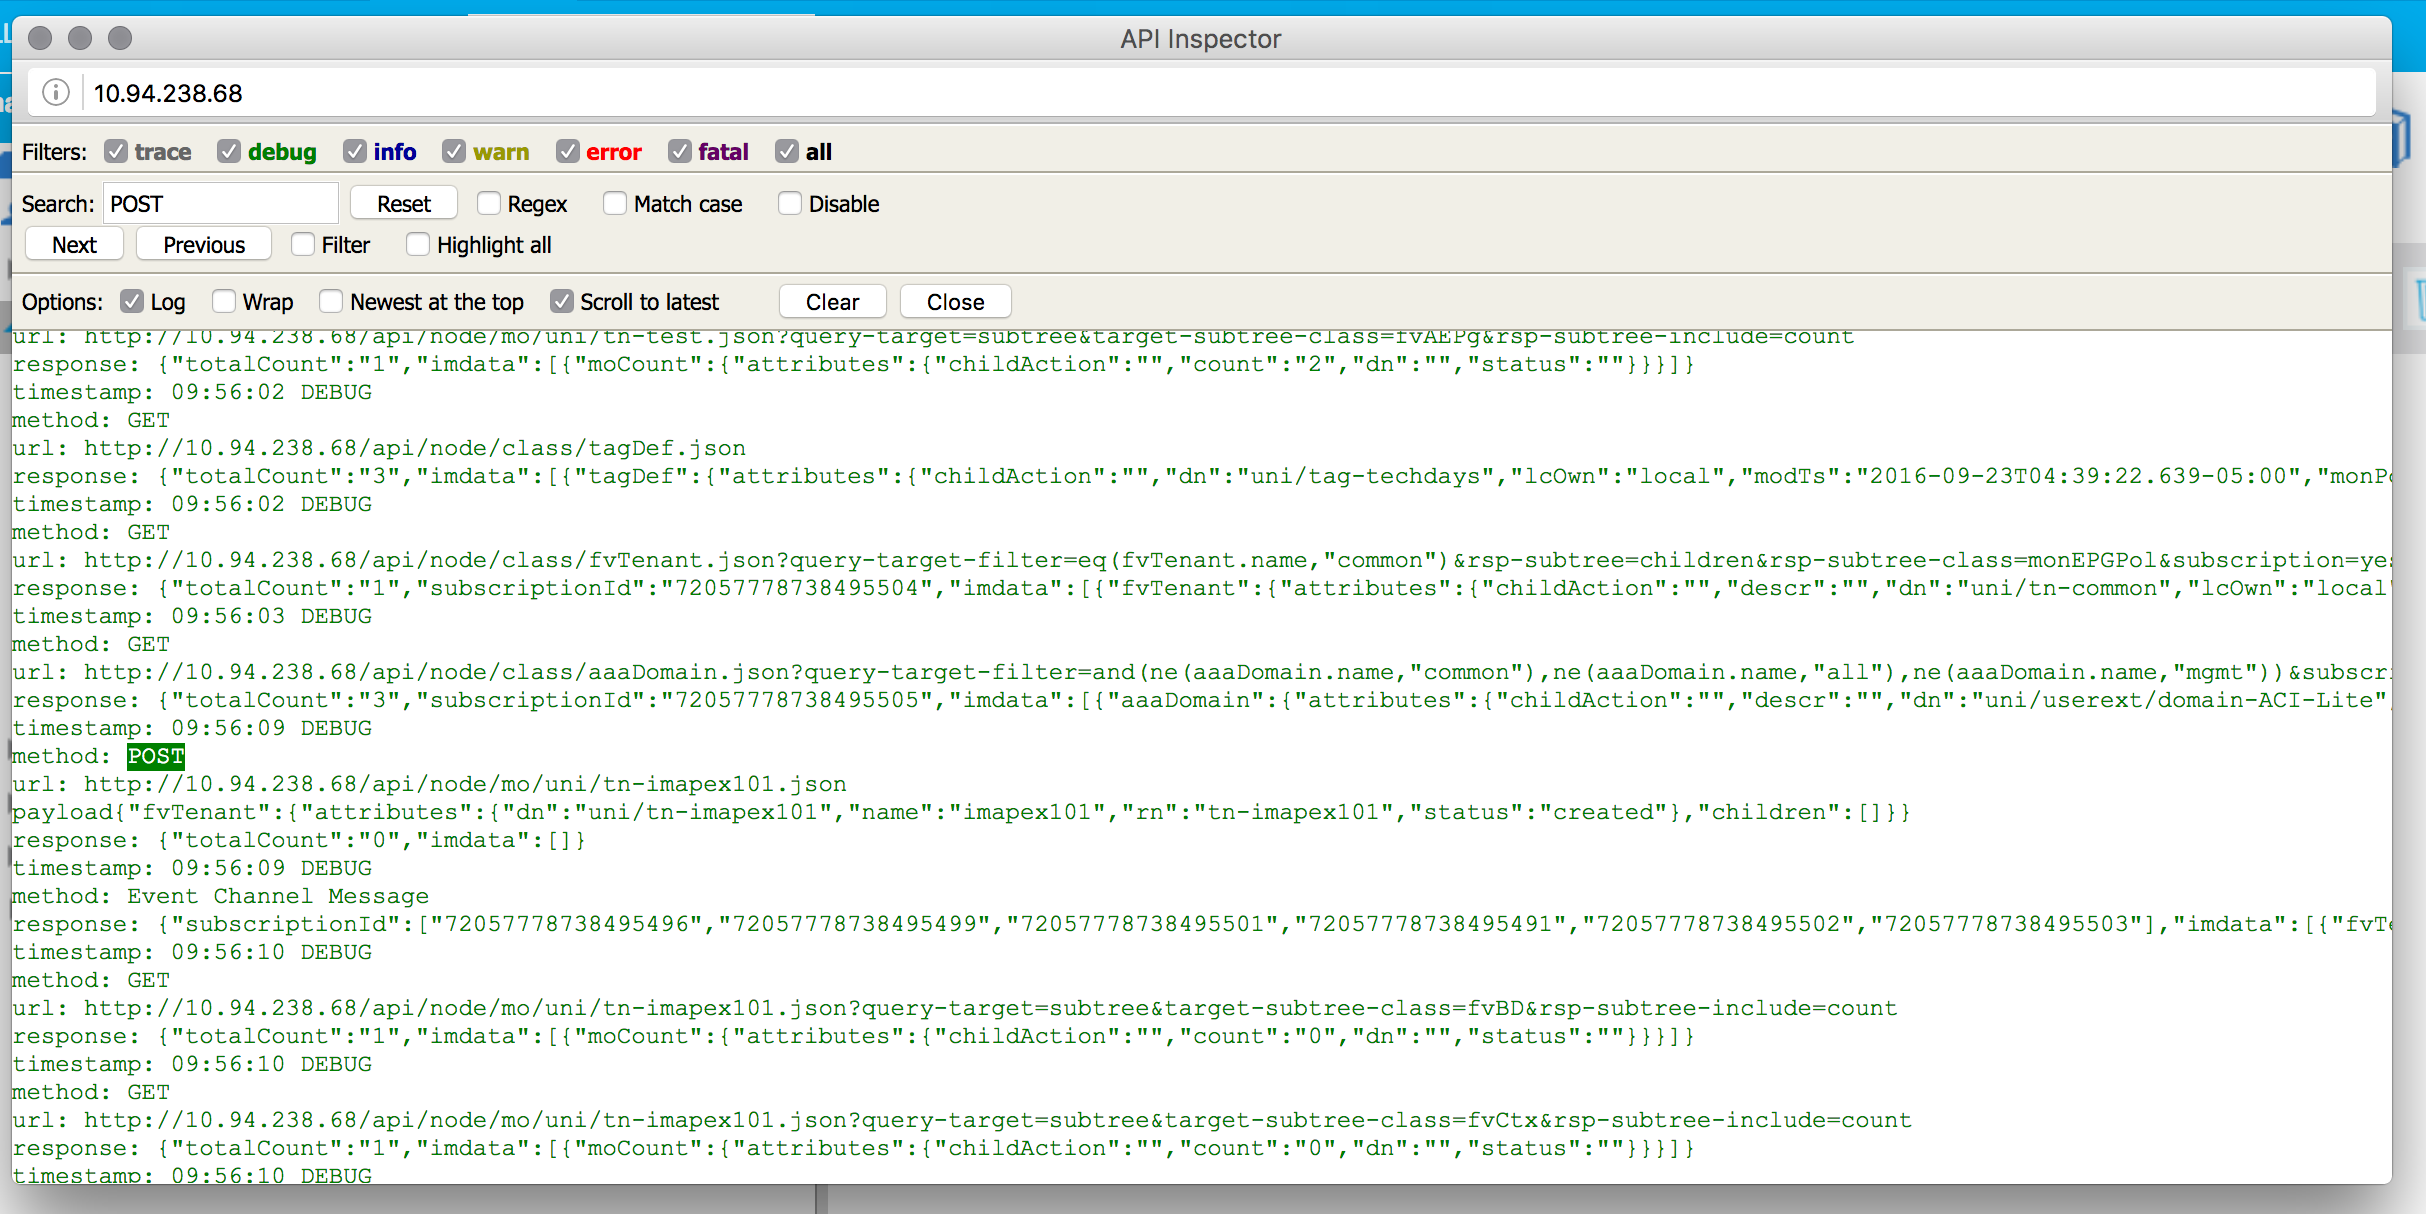 API Inspector
10.94.238.68
Filters: trace debug info warn error fatal all
Search: POST Reset Regex Match case Disable
Next Previous Filter Highlight all
Options: Log Wrap Newest at the top Scroll to latest Clear Close
url: http://10.94.238.68/api/node/mo/uni/tn-test.json?query-target=subtree&target-subtree-class=fvAEPg&rsp-subtree-include=count
response: {"totalCount":"1","imdata":[{"moCount":{"attributes":{"childAction":"","count":"2","dn":"","status":""}}}]}
timestamp: 09:56:02 DEBUG
method: GET
url: http://10.94.238.68/api/node/class/tagDef.json
response: {"totalCount":"3","imdata":[{"tagDef":{"attributes":{"childAction":"","dn":"uni/tag-techdays","lcOwn":"local","modTs":"2016-09-23T04:39:22.639-05:00","monPo
timestamp: 09:56:02 DEBUG
method: GET
url: http://10.94.238.68/api/node/class/fvTenant.json?query-target-filter=eq(fvTenant.name,"common")&rsp-subtree=children&rsp-subtree-class=monEPGPol&subscription=yes
response: {"totalCount":"1","subscriptionId":"72057778738495504","imdata":[{"fvTenant":{"attributes":{"childAction":"","descr":"","dn":"uni/tn-common","lcOwn":"local"
timestamp: 09:56:03 DEBUG
method: GET
url: http://10.94.238.68/api/node/class/aaaDomain.json?query-target-filter=and(ne(aaaDomain.name,"common"),ne(aaaDomain.name,"all"),ne(aaaDomain.name,"mgmt"))&subscri
response: {"totalCount":"3","subscriptionId":"72057778738495505","imdata":[{"aaaDomain":{"attributes":{"childAction":"","descr":"","dn":"uni/userext/domain-ACI-Lite",
timestamp: 09:56:09 DEBUG
method: POST
url: http://10.94.238.68/api/node/mo/uni/tn-imapex101.json
payload{"fvTenant":{"attributes":{"dn":"uni/tn-imapex101","name":"imapex101","rn":"tn-imapex101","status":"created"},"children":[]}}
response: {"totalCount":"0","imdata":[]}
timestamp: 09:56:09 DEBUG
method: Event Channel Message
response: {"subscriptionId":["72057778738495496","72057778738495499","72057778738495501","72057778738495491","72057778738495502","72057778738495503"],"imdata":[{"fvTe
timestamp: 09:56:10 DEBUG
method: GET
url: http://10.94.238.68/api/node/mo/uni/tn-imapex101.json?query-target=subtree&target-subtree-class=fvBD&rsp-subtree-include=count
response: {"totalCount":"1","imdata":[{"moCount":{"attributes":{"childAction":"","count":"0","dn":"","status":""}}}]}
timestamp: 09:56:10 DEBUG
method: GET
url: http://10.94.238.68/api/node/mo/uni/tn-imapex101.json?query-target=subtree&target-subtree-class=fvCtx&rsp-subtree-include=count
response: {"totalCount":"1","imdata":[{"moCount":{"attributes":{"childAction":"","count":"0","dn":"","status":""}}}]}
timestamp: 09:56:10 DEBUG